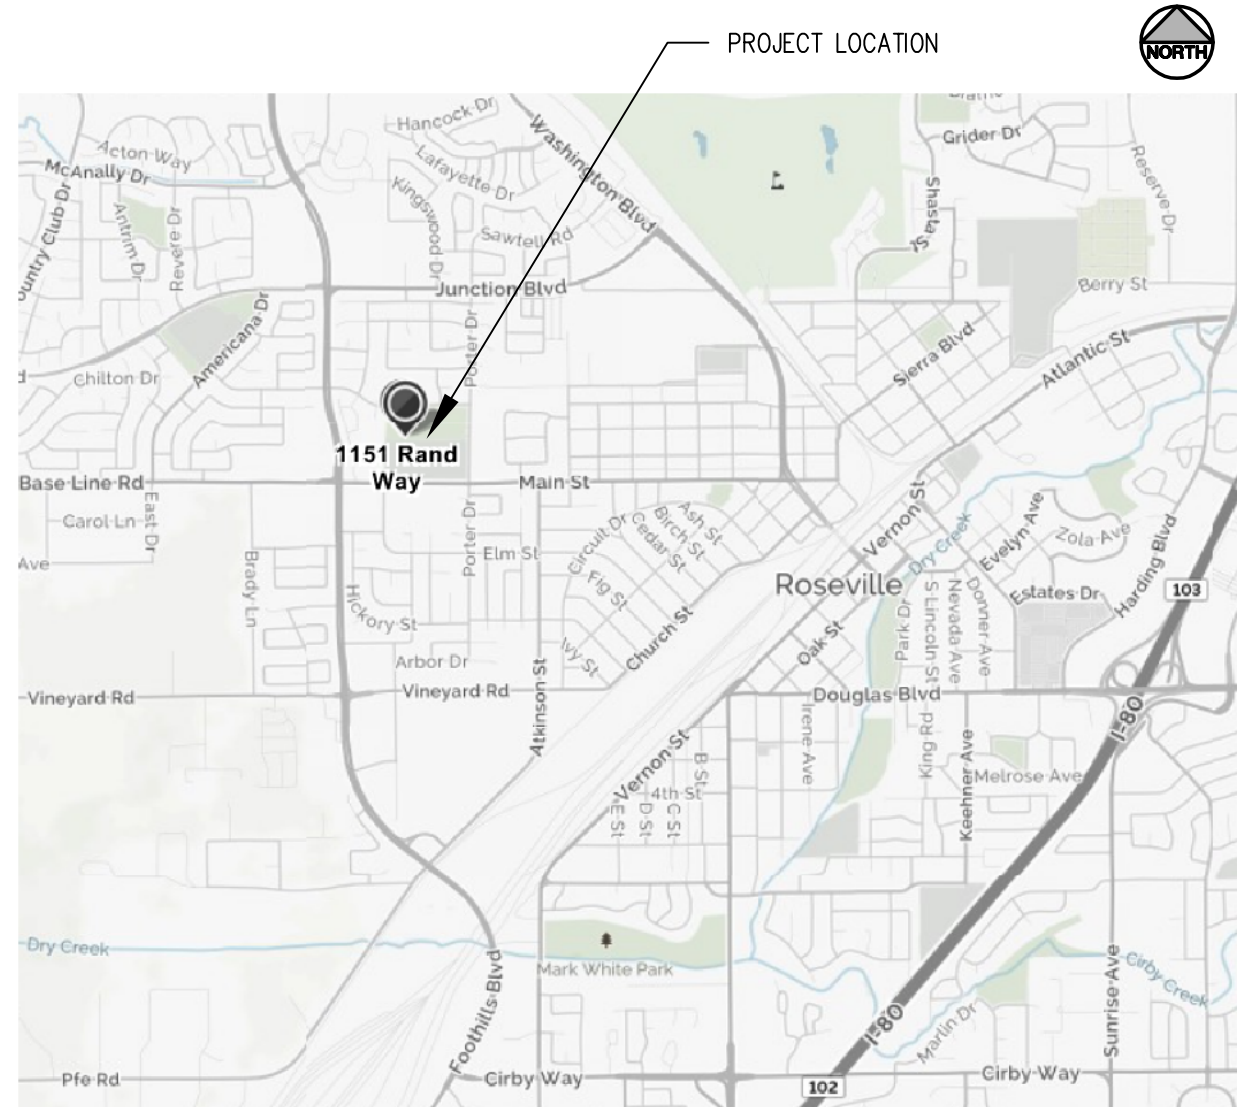 PROJECT LOCATION
NORTH
Hancock Dr
Washington Blvd
Grider Dr
Acton Way
McAnally Dr
Lafayette Dr
Kingswood Dr
Reserve Dr
Shasta St
Antrim Dr
Revere Dr
Sawtell Rd
Junction Blvd
Berry St
Americana Dr
Porter Dr
Sierra Blvd
Atlantic St
Chilton Dr
1151 Rand
Way
Base Line Rd
Main St
East Dr
Carol Ln
Ave
Porter Dr
Elm St
Circuit Dr
Cedar St
Birch St
Ash St
Vernon St
Dry Creek
Evelyn Ave
Zola Ave
Harding Blvd
Brady Ln
Hickory St
Fig St
Roseville
Park Dr
S Lincoln St
Nevada Ave
Donner Ave
Estates Dr
103
Ivy St
Church St
Oak St
Arbor Dr
Vineyard Rd
Vineyard Rd
Atkinson St
Douglas Blvd
I-80
Irene Ave
King Rd
Keehner Ave
Melrose Ave
Vernon St
B St
4th St
E St
D St
C St
Dry Creek
Mark White Park
Foothills Blvd
Sunrise Ave
Cirby Creek
I-80
Marlin Dr
Pfe Rd
Cirby Way
102
Cirby Way